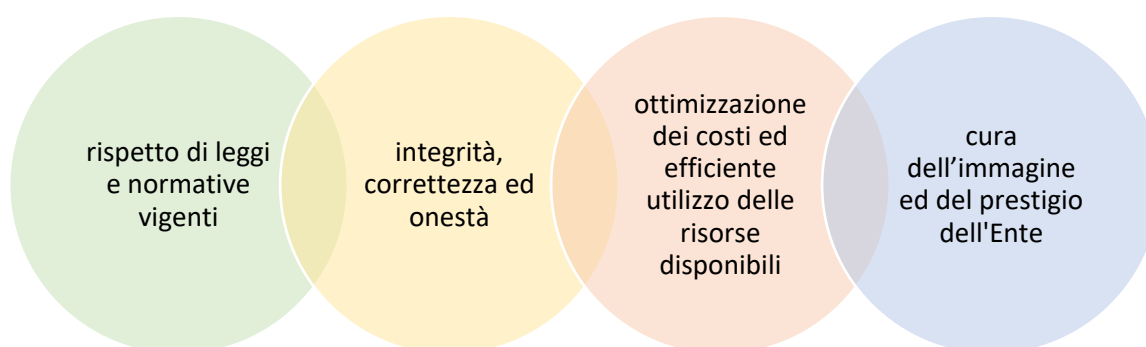 rispetto di leggi
e normative
vigenti
integrità,
correttezza ed
onestà
ottimizzazione
dei costi ed
efficiente
utilizzo delle
risorse
disponibili
cura
dell’immagine
ed del prestigio
dell'Ente